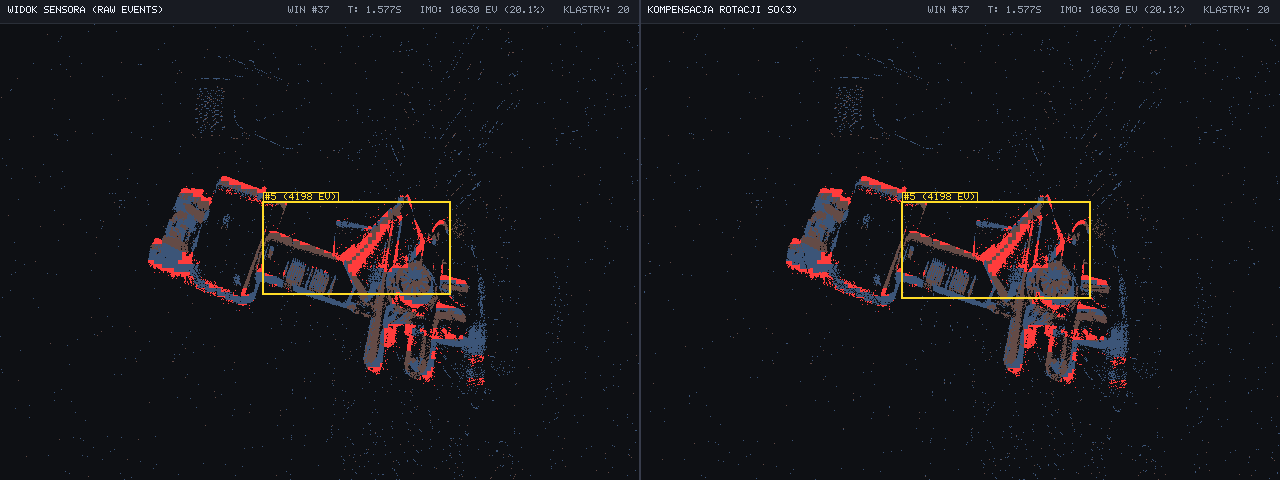 WIDOK SENSORA (RAW EVENTS) WIN #37 T: 1.577S IMO: 10630 EV (20.1%) KLASTRY: 20
#5 (4198 EV)
KOMPENSACJA ROTACJI SO(3) WIN #37 T: 1.577S IMO: 10630 EV (20.1%) KLASTRY: 20
#5 (4198 EV)